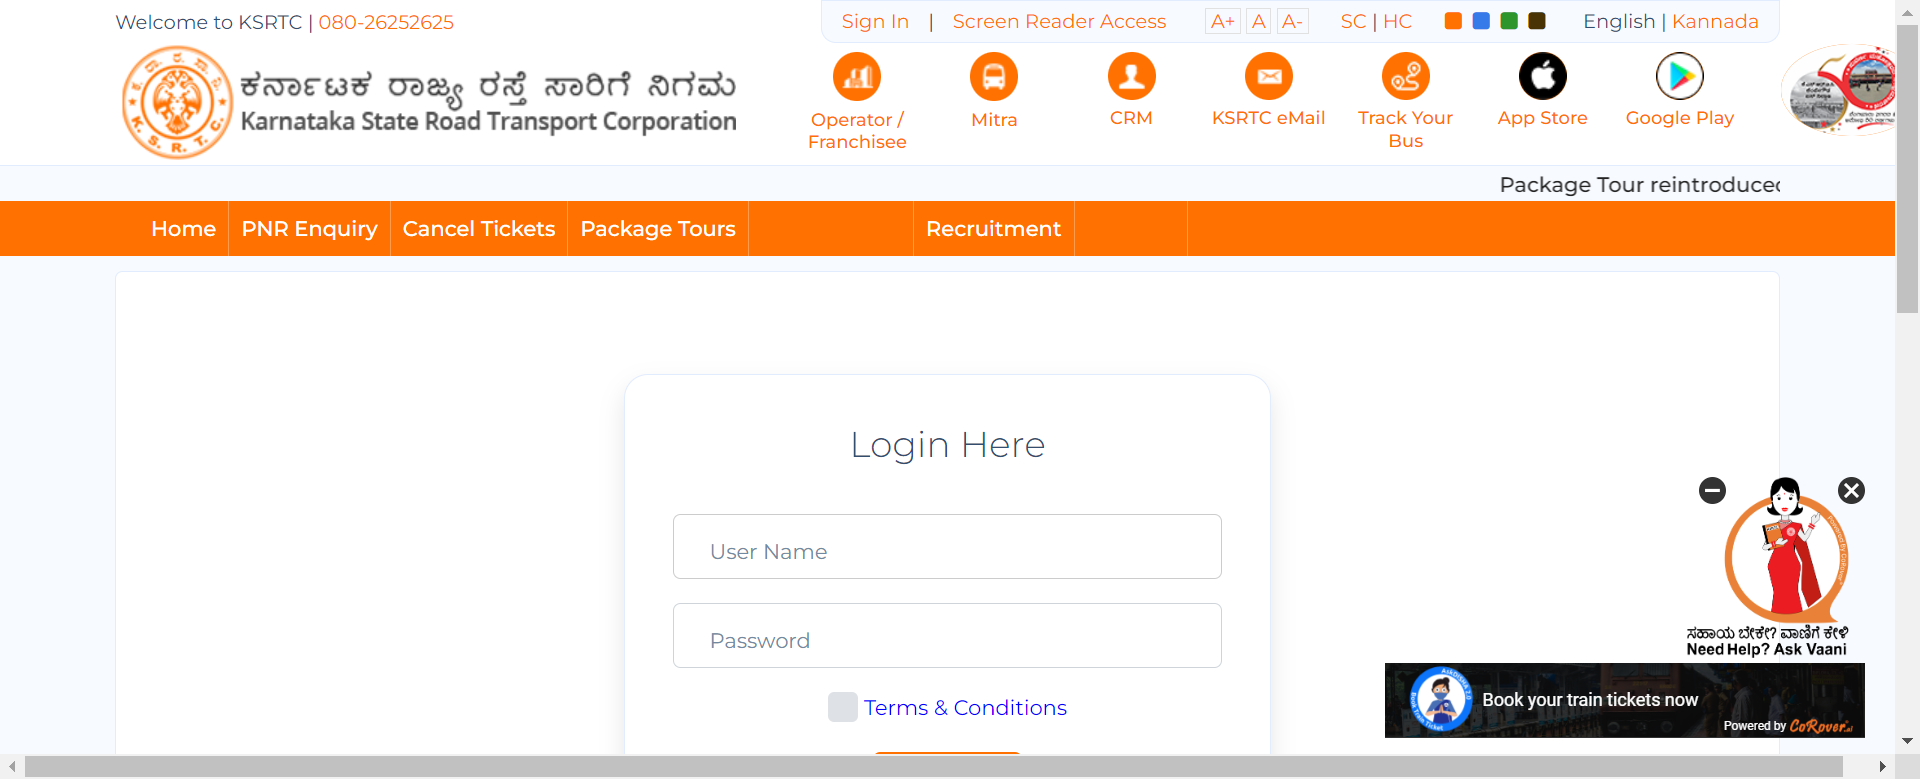 Welcome to KSRTC | 080-26252625
Sign In | Screen Reader Access A+ A A- SC | HC English | Kannada
ಕರ್ನಾಟಕ ರಾಜ್ಯ ರಸ್ತೆ ಸಾರಿಗೆ ನಿಗಮ
Karnataka State Road Transport Corporation
K. S. R. T. C.
Operator / Franchisee
Mitra
CRM
KSRTC eMail
Track Your Bus
App Store
Google Play
Package Tour reintroduced
Home PNR Enquiry Cancel Tickets Package Tours Recruitment
Login Here
User Name
Password
Terms & Conditions
ಸಹಾಯ ಬೇಕೇ? ವಾಣಿಗೆ ಕೇಳಿ
Need Help? Ask Vaani
Book your train tickets now
Powered by CoRover.ai